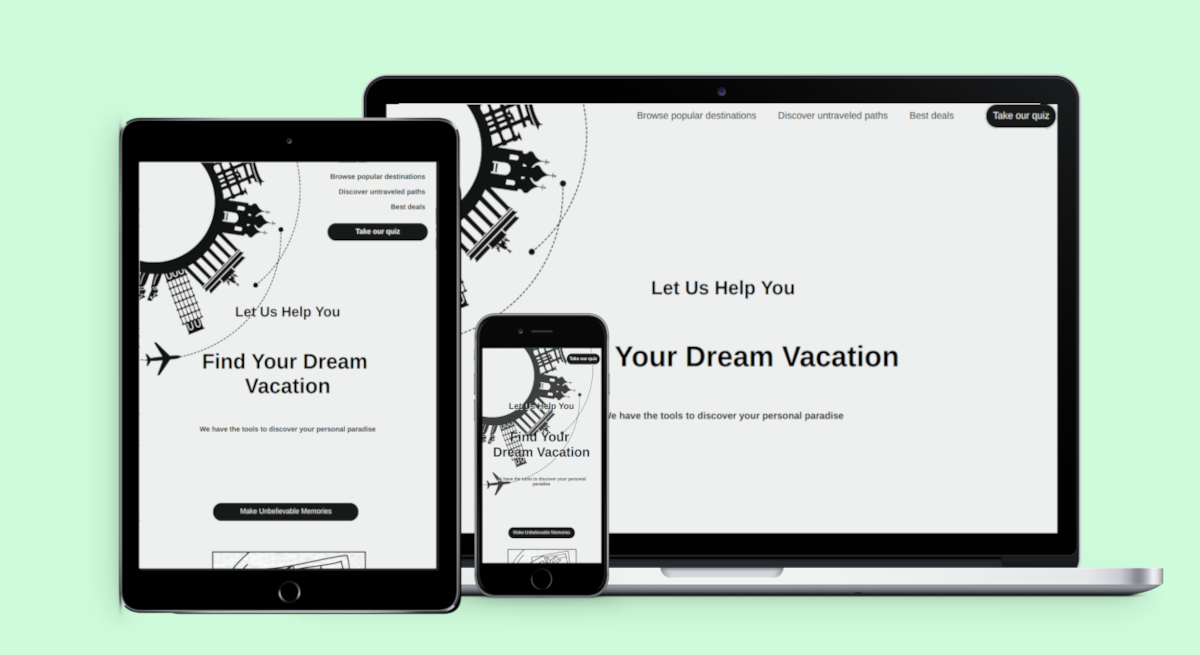 Browse popular destinations
Discover untraveled paths
Best deals
Take our quiz
Let Us Help You
Find Your Dream
Vacation
We have the tools to discover your personal paradise
Make Unbelievable Memories
Take our quiz
Let Us Help You
Find Your
Dream Vacation
We have the tools to discover your personal
paradise
Make Unbelievable Memories
Browse popular destinations Discover untraveled paths Best deals Take our quiz
Let Us Help You
Your Dream Vacation
We have the tools to discover your personal paradise